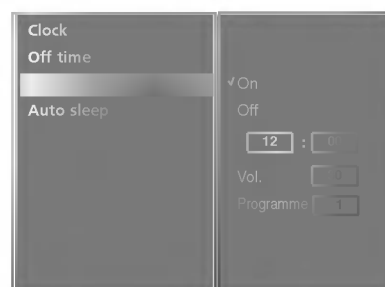 Clock
Off time
Auto sleep
✓On
Off
12 :
Vol.
Programme 1